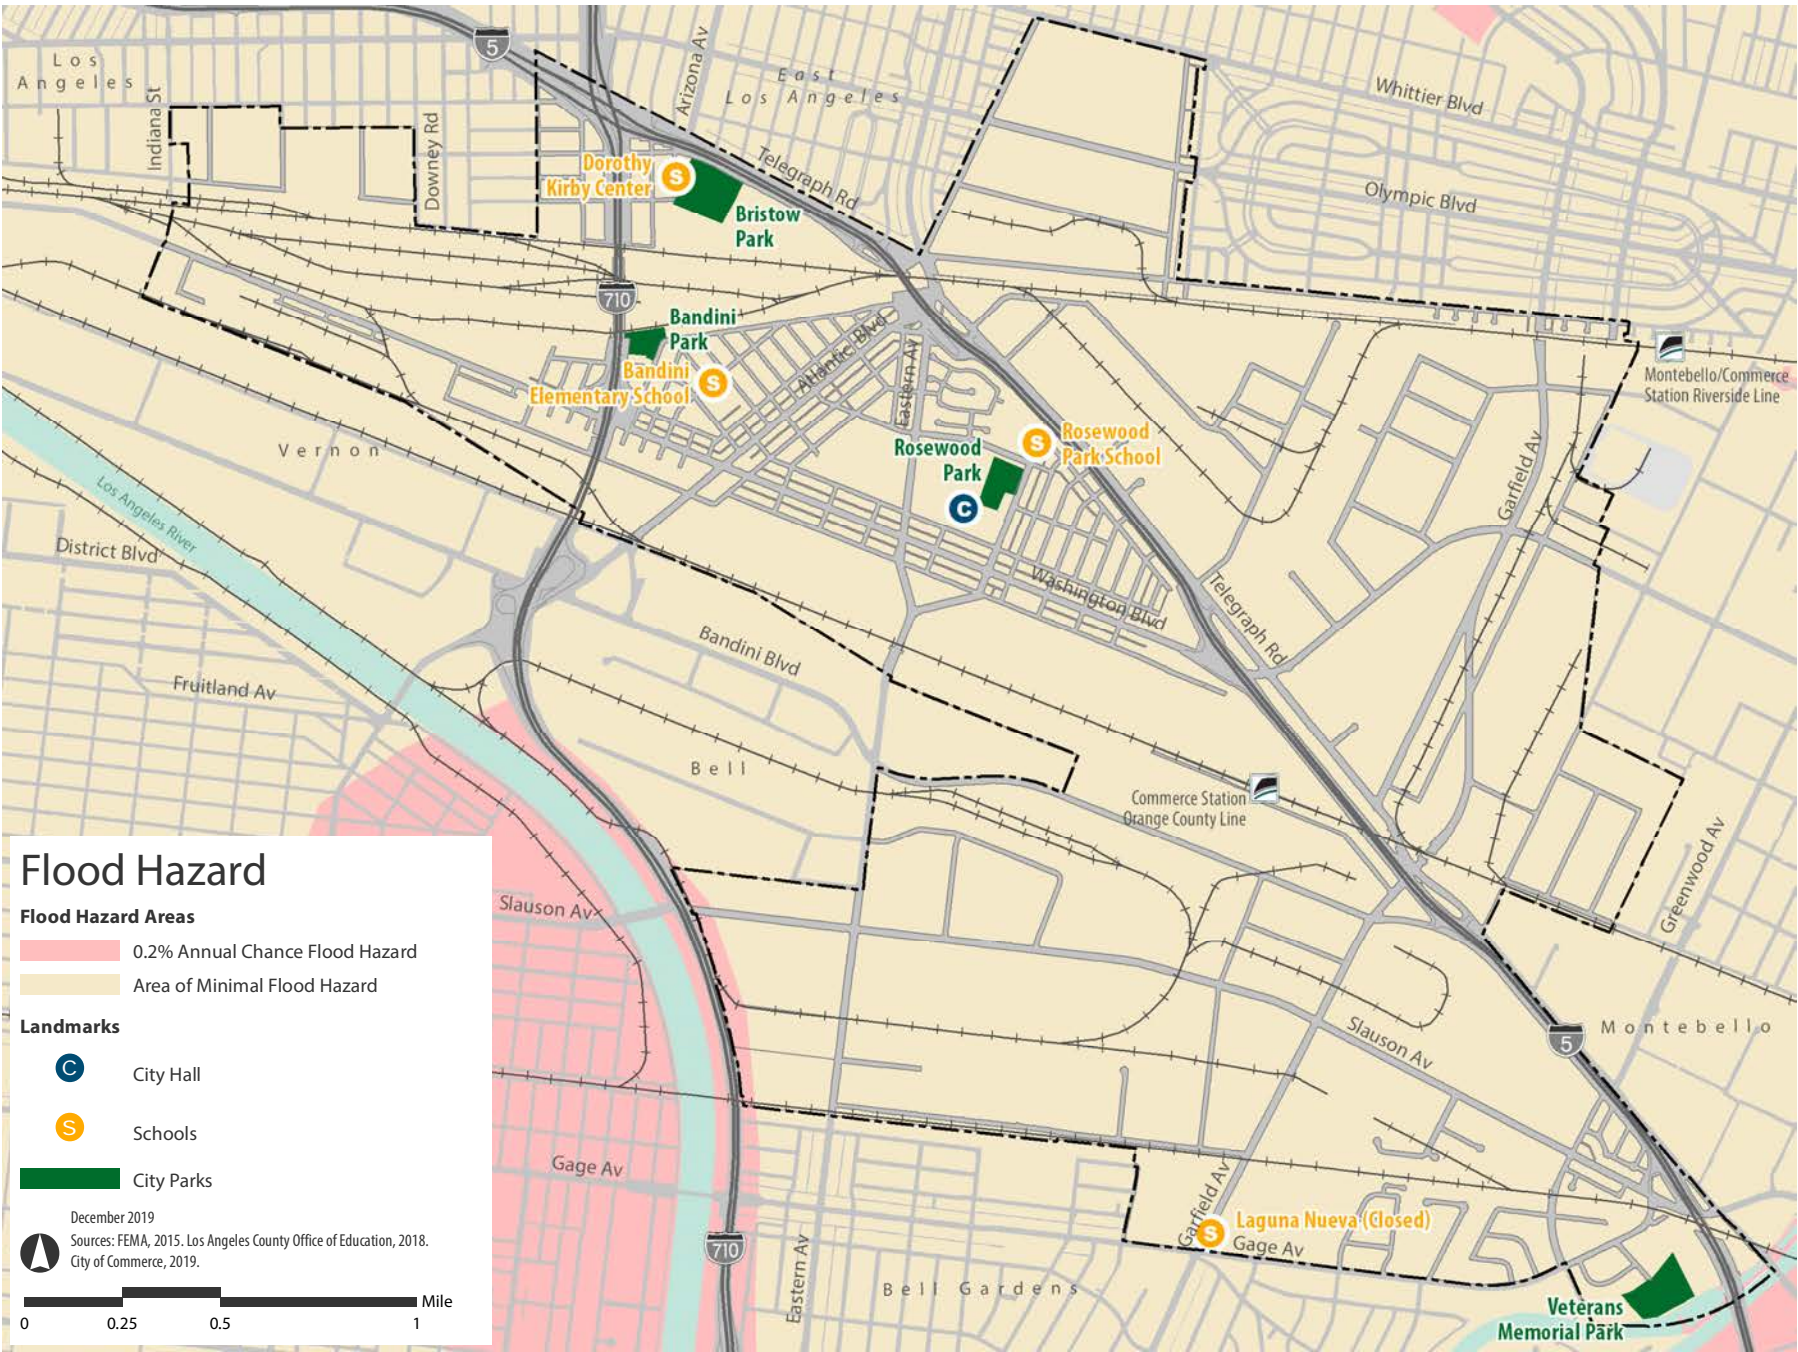 Los
Angeles
Indiana St
Downey Rd
5
Arizona Av
East
Los Angeles
Telegraph Rd
Whittier Blvd
Olympic Blvd
Dorothy
Kirby Center
S
Bristow
Park
710
Bandini
Park
Bandini
Elementary School
S
Atlantic Blvd
Eastern Av
Montebello/Commerce
Station Riverside Line
Vernon
Rosewood
Park
S
Rosewood
Park School
C
Garfield Av
Los Angeles River
District Blvd
Washington Blvd
Telegraph Rd
Bandini Blvd
Fruitland Av
Bell
Commerce Station
Orange County Line
Greenwood Av
Slauson Av
Slauson Av
5
Montebello
Gage Av
710
Eastern Av
Garfield Av
S
Laguna Nueva (Closed)
Gage Av
Bell Gardens
Veterans
Memorial Park
Flood Hazard
Flood Hazard Areas
0.2% Annual Chance Flood Hazard
Area of Minimal Flood Hazard
Landmarks
C
City Hall
S
Schools
City Parks
December 2019
Sources: FEMA, 2015. Los Angeles County Office of Education, 2018.
City of Commerce, 2019.
Mile
0 0.25 0.5 1